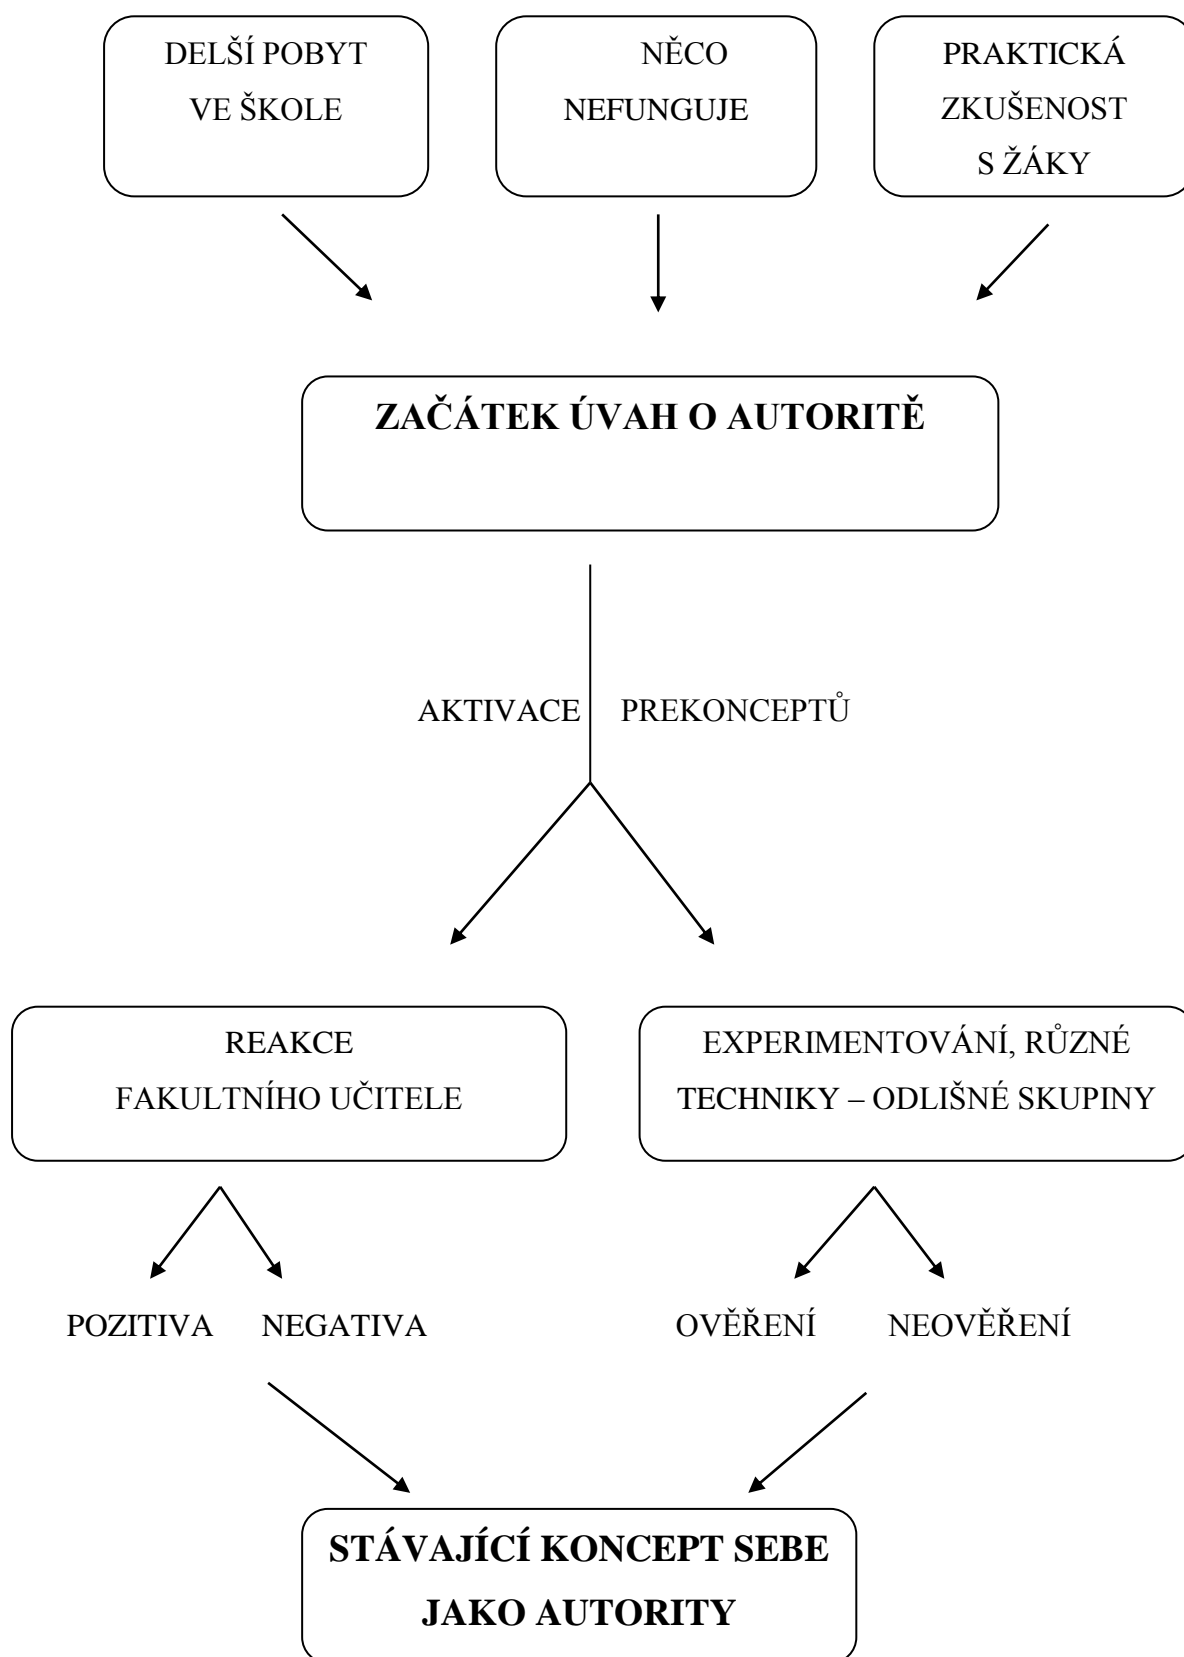 DELŠÍ POBYT
VE ŠKOLE
NĚCO
NEFUNGUJE
PRAKTICKÁ
ZKUŠENOST
S ŽÁKY
ZAČÁTEK ÚVAH O AUTORITĚ
AKTIVACE PREKONCEPTŮ
REAKCE
FAKULTNÍHO UČITELE
EXPERIMENTOVÁNÍ, RŮZNÉ
TECHNIKY – ODLIŠNÉ SKUPINY
POZITIVA NEGATIVA
OVĚŘENÍ NEOVĚŘENÍ
STÁVAJÍCÍ KONCEPT SEBE
JAKO AUTORITY